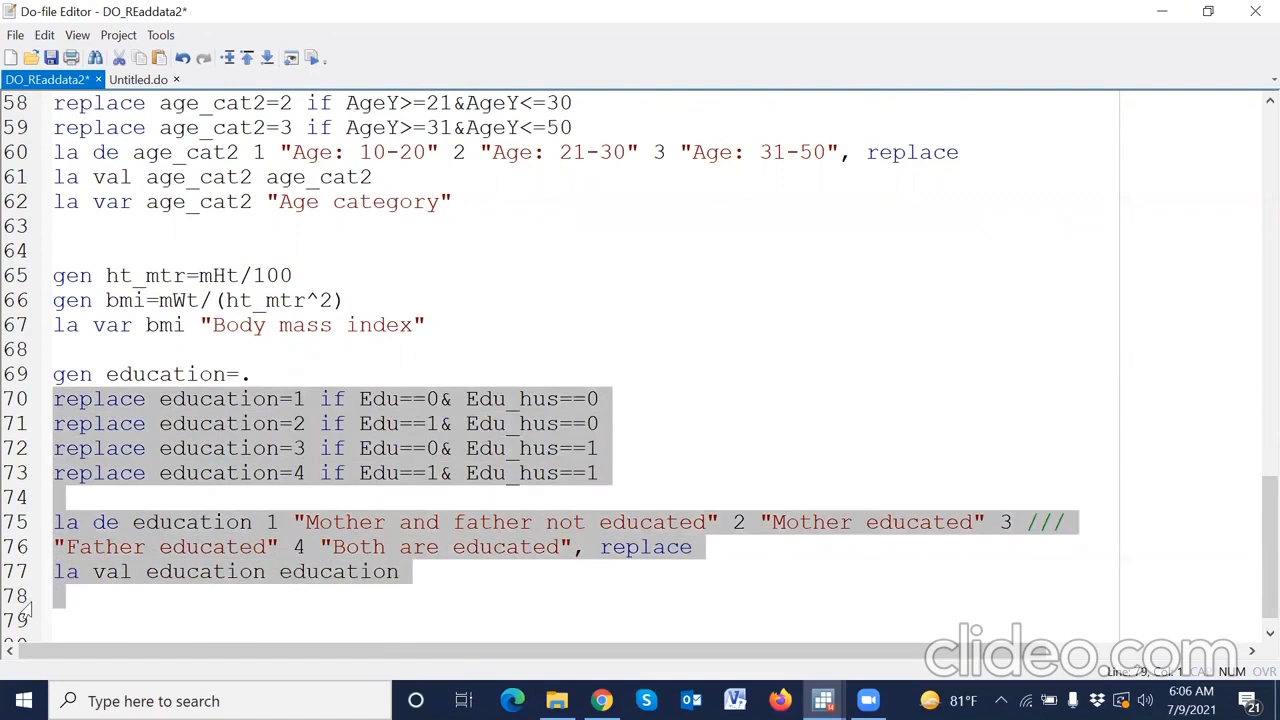 Do-file Editor - DO_REaddata2*
File Edit View Project Tools
DO_REaddata2* × Untitled.do ×
58 replace age_cat2=2 if AgeY>=21&AgeY<=30
59 replace age_cat2=3 if AgeY>=31&AgeY<=50
60 la de age_cat2 1 "Age: 10-20" 2 "Age: 21-30" 3 "Age: 31-50", replace
61 la val age_cat2 age_cat2
62 la var age_cat2 "Age category"
63
64
65 gen ht_mtr=mHt/100
66 gen bmi=mWt/(ht_mtr^2)
67 la var bmi "Body mass index"
68
69 gen education=.
70 replace education=1 if Edu==0& Edu_hus==0
71 replace education=2 if Edu==1& Edu_hus==0
72 replace education=3 if Edu==0& Edu_hus==1
73 replace education=4 if Edu==1& Edu_hus==1
74
75 la de education 1 "Mother and father not educated" 2 "Mother educated" 3 ///
76 "Father educated" 4 "Both are educated", replace
77 la val education education
78
79
clideo.com
Line: 79, Col: 1 CAP NUM OVR
Type here to search
81°F
6:06 AM
7/9/2021
21